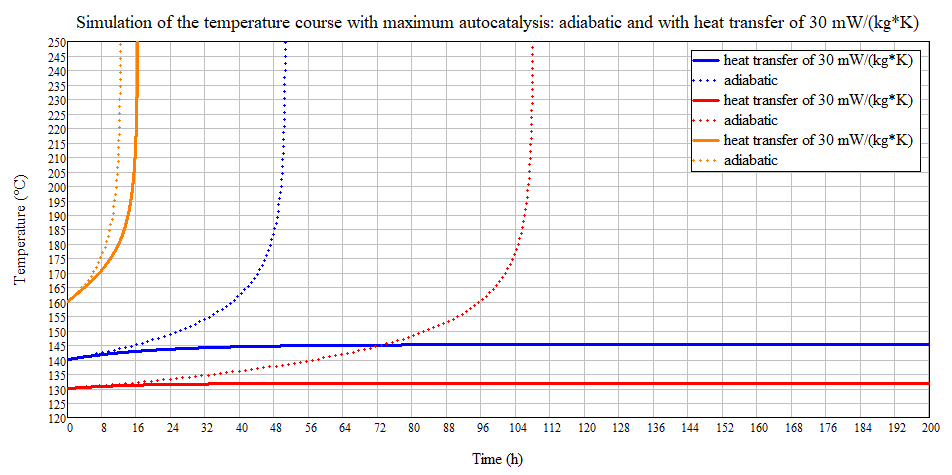 Simulation of the temperature course with maximum autocatalysis: adiabatic and with heat transfer of 30 mW/(kg*K)
250
245
240
235
230
225
220
215
210
205
200
195
190
185
180
175
170
165
160
155
150
145
140
135
130
125
120
Temperature (°C)
heat transfer of 30 mW/(kg*K)
adiabatic
heat transfer of 30 mW/(kg*K)
adiabatic
heat transfer of 30 mW/(kg*K)
adiabatic
0 8 16 24 32 40 48 56 64 72 80 88 96 104 112 120 128 136 144 152 160 168 176 184 192 200
Time (h)